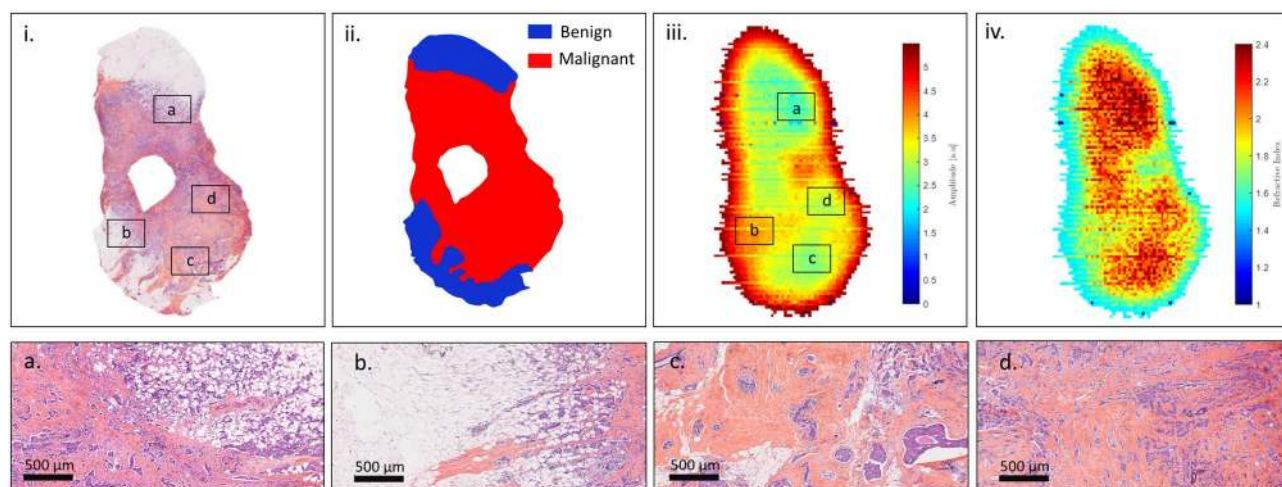 i.
a
d
b
c
ii.
Benign
Malignant
iii.
a
d
b
c
5
4.5
4
3.5
3
2.5
2
1.5
1
0.5
0
Amplitude [a.u]
iv.
2.4
2.2
2
1.8
1.6
1.4
1.2
1
Refractive Index
a.
500 µm
b.
500 µm
c.
500 µm
d.
500 µm